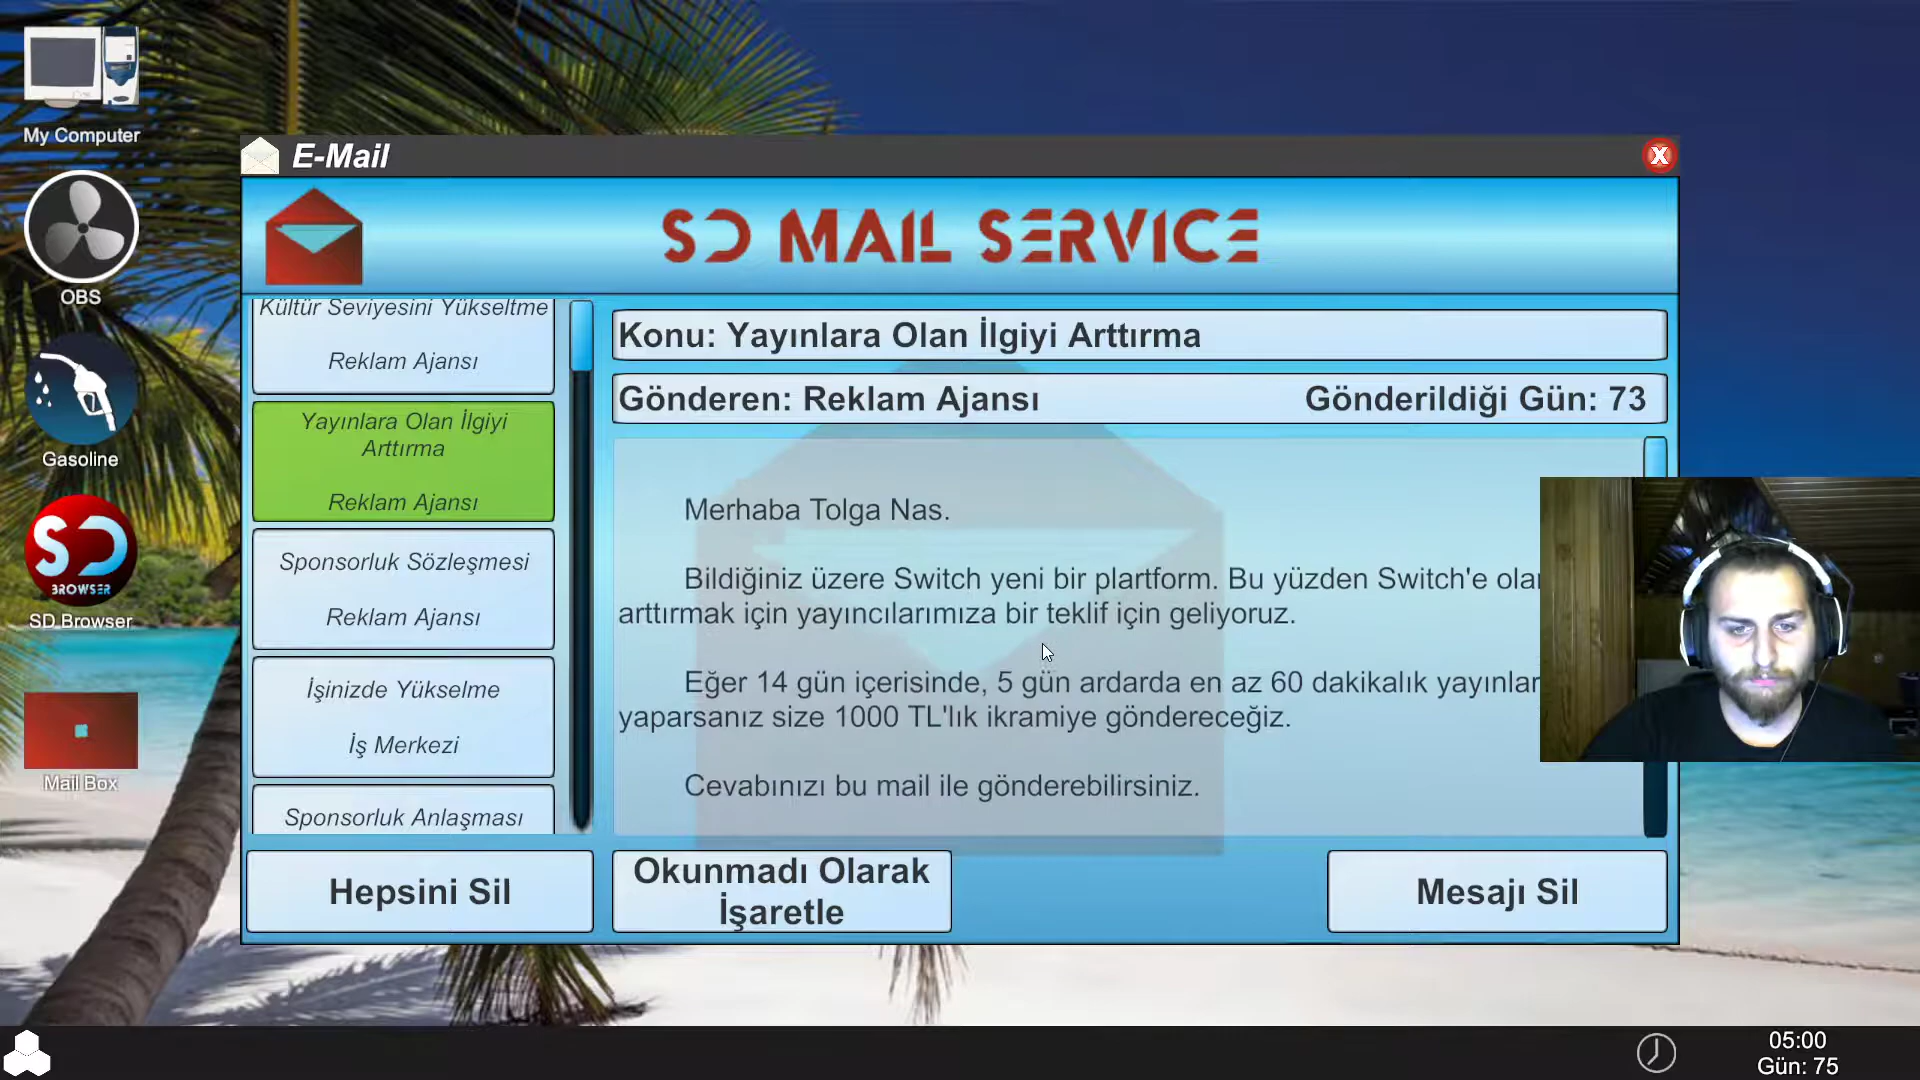 My Computer
OBS
Gasoline
SD
BROWSER
SD Browser
Mail Box
E-Mail
X
SD MAIL SERVICE
Kültür Seviyesini Yükseltme
Reklam Ajansı
Yayınlara Olan İlgiyi
Arttırma
Reklam Ajansı
Sponsorluk Sözleşmesi
Reklam Ajansı
İşinizde Yükselme
İş Merkezi
Sponsorluk Anlaşması
Hepsini Sil
Konu: Yayınlara Olan İlgiyi Arttırma
Gönderen: Reklam Ajansı Gönderildiği Gün: 73
Merhaba Tolga Nas.
Bildiğiniz üzere Switch yeni bir plartform. Bu yüzden Switch'e
arttırmak için yayıncılarımıza bir teklif için geliyoruz.
Eğer 14 gün içerisinde, 5 gün ardarda en az 60 dakikalık yayınlar
yaparsanız size 1000 TL'lık ikramiye göndereceğiz.
Cevabınızı bu mail ile gönderebilirsiniz.
Okunmadı Olarak
İşaretle
Mesajı Sil
05:00
Gün: 75